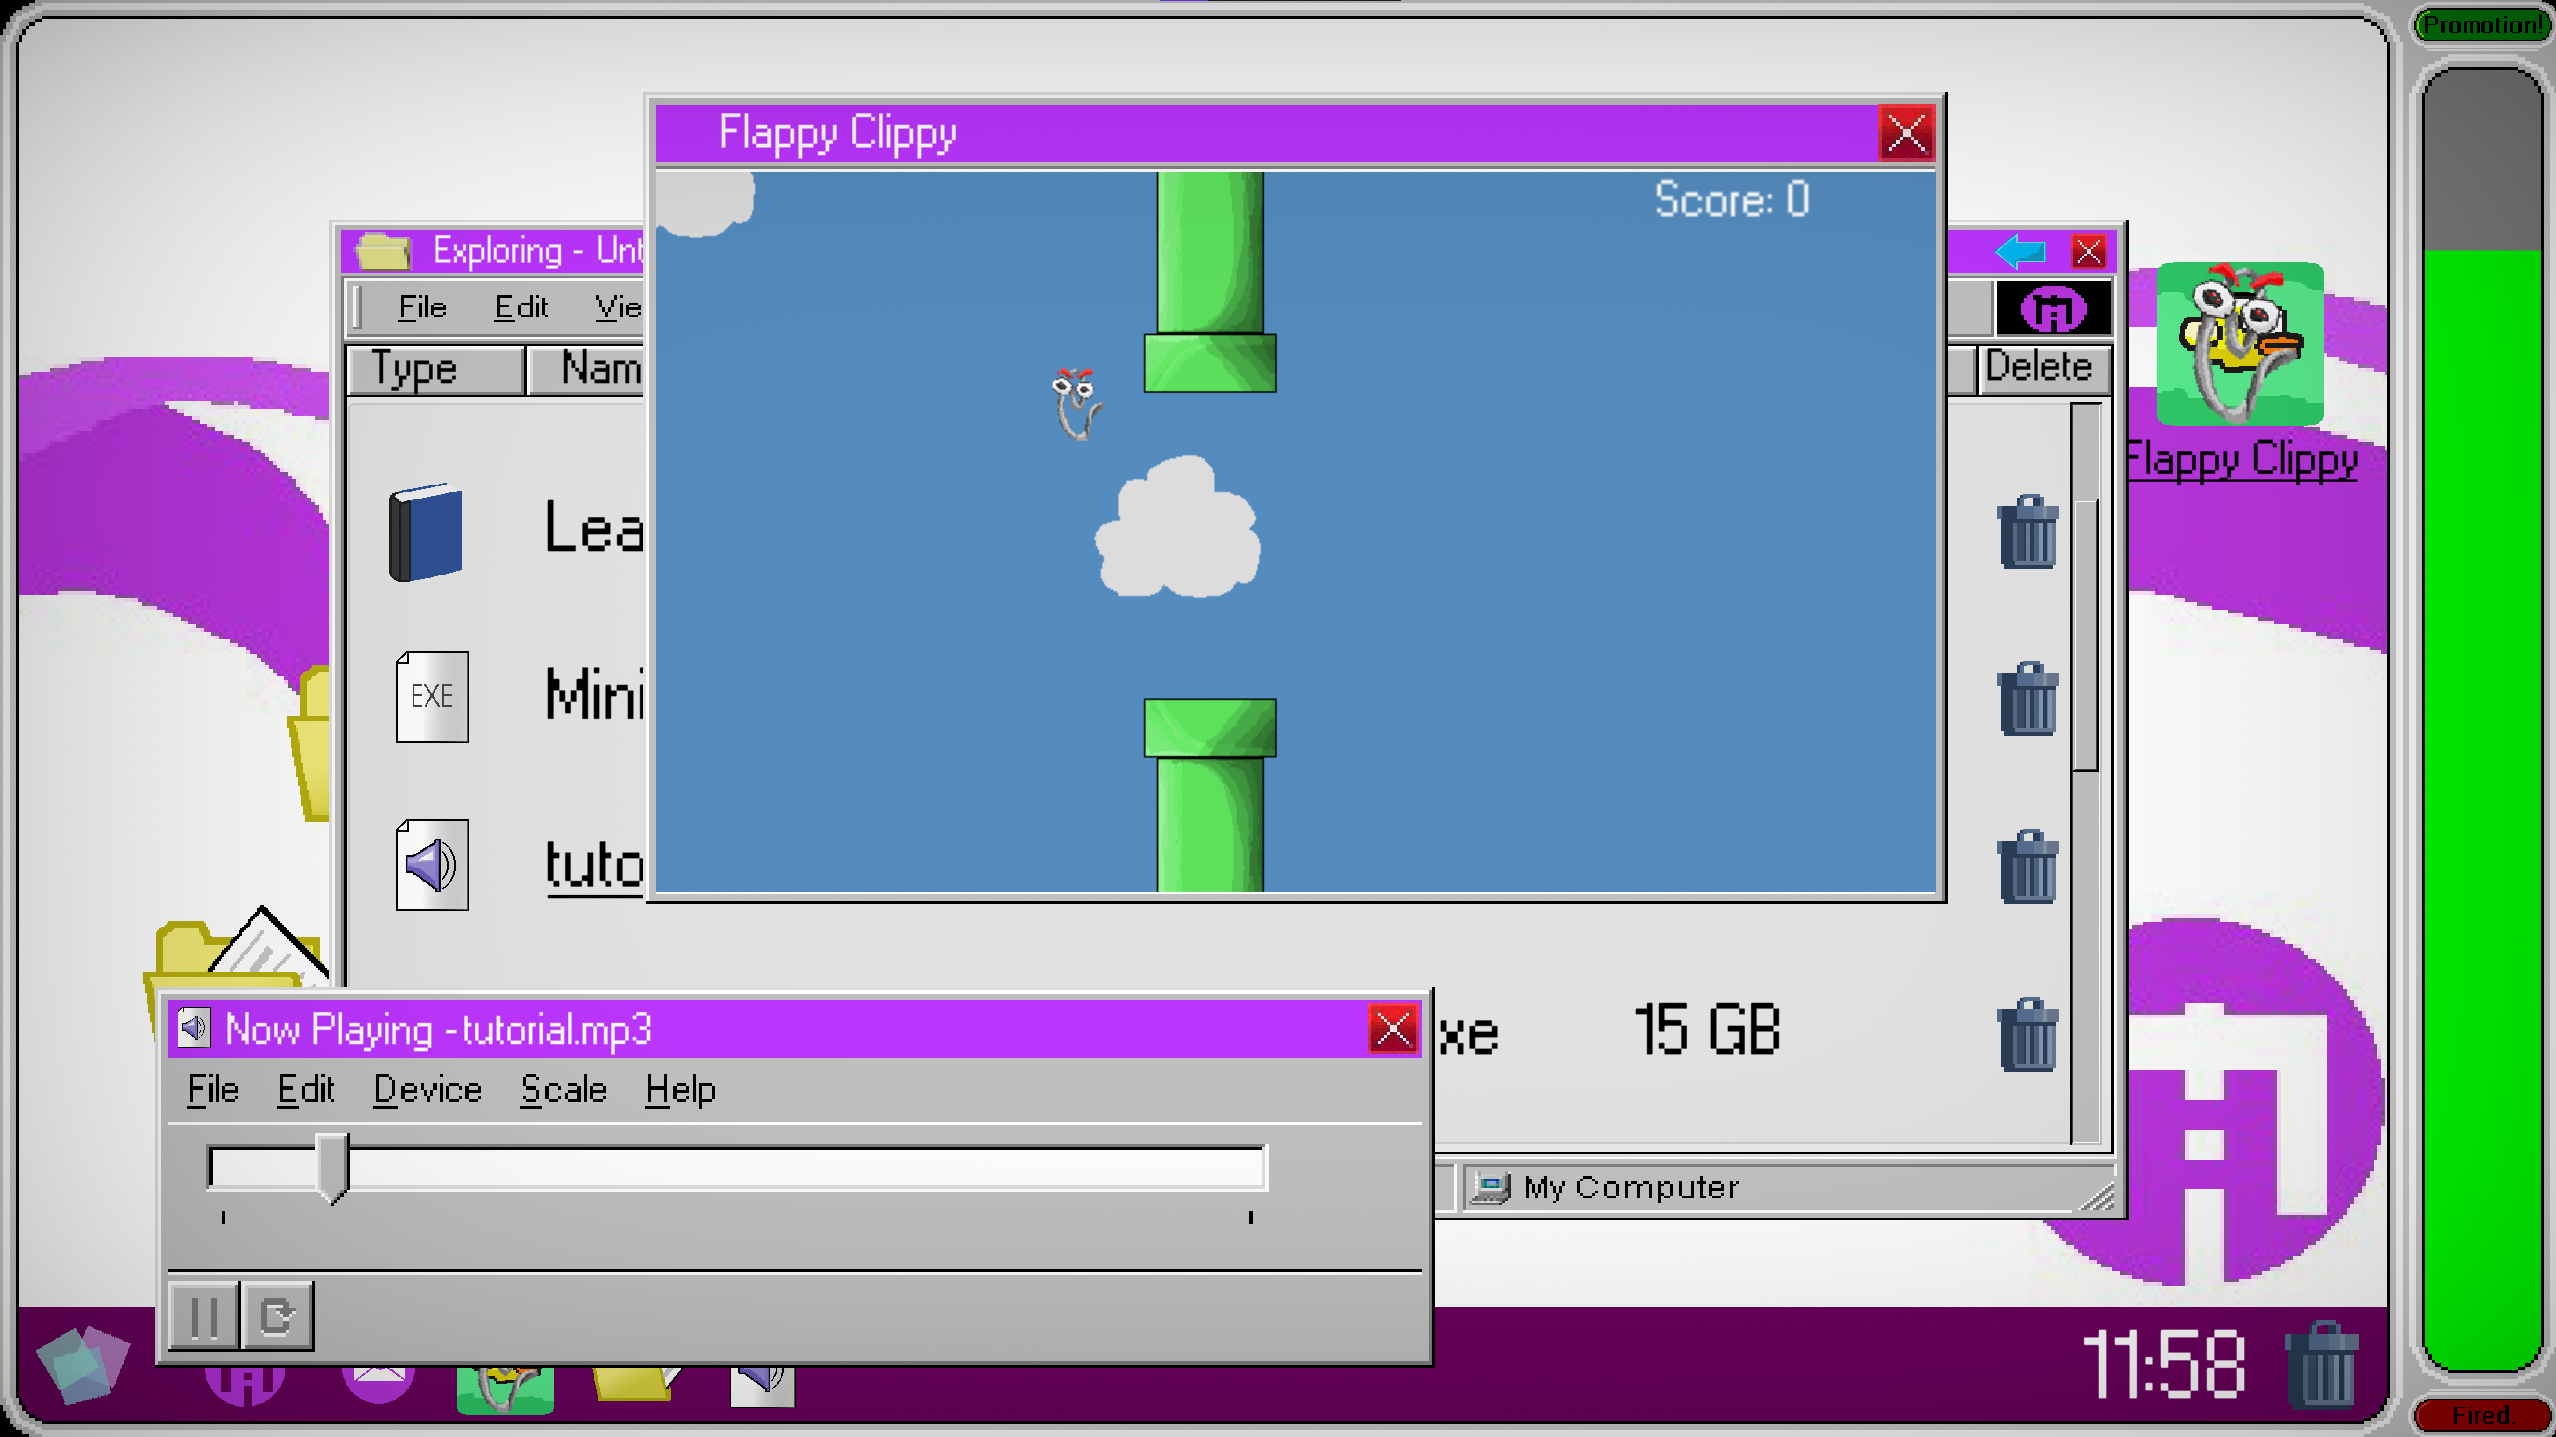 Promotion!
Flappy Clippy
Score: 0
Exploring - Unt
File Edit Vie
Type Nam Delete
Flappy Clippy
Lea
EXE
Mini
tuto
xe 15 GB
Now Playing -tutorial.mp3
File Edit Device Scale Help
My Computer
11:58
Fired.